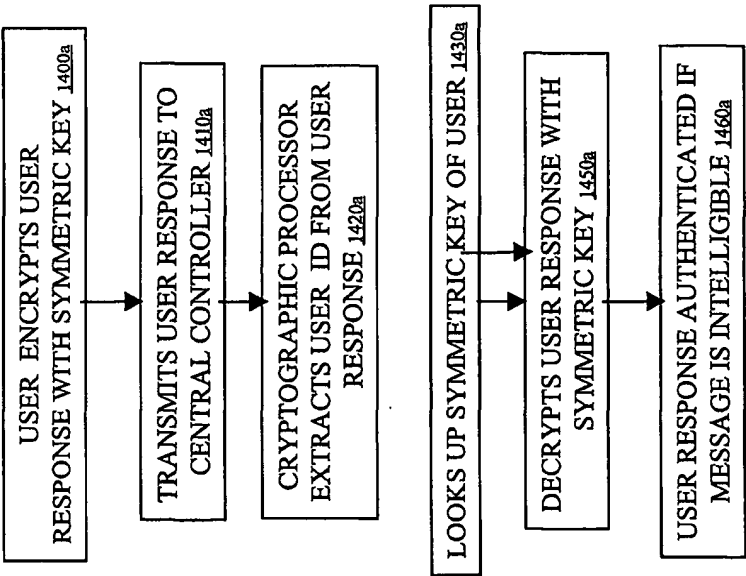 USER ENCRYPTS USER
RESPONSE WITH SYMMETRIC KEY 1400a
TRANSMITS USER RESPONSE TO
CENTRAL CONTROLLER 1410a
CRYPTOGRAPHIC PROCESSOR
EXTRACTS USER ID FROM USER
RESPONSE 1420a
LOOKS UP SYMMETRIC KEY OF USER 1430a
DECRYPTS USER RESPONSE WITH
SYMMETRIC KEY 1450a
USER RESPONSE AUTHENTICATED IF
MESSAGE IS INTELLIGIBLE 1460a